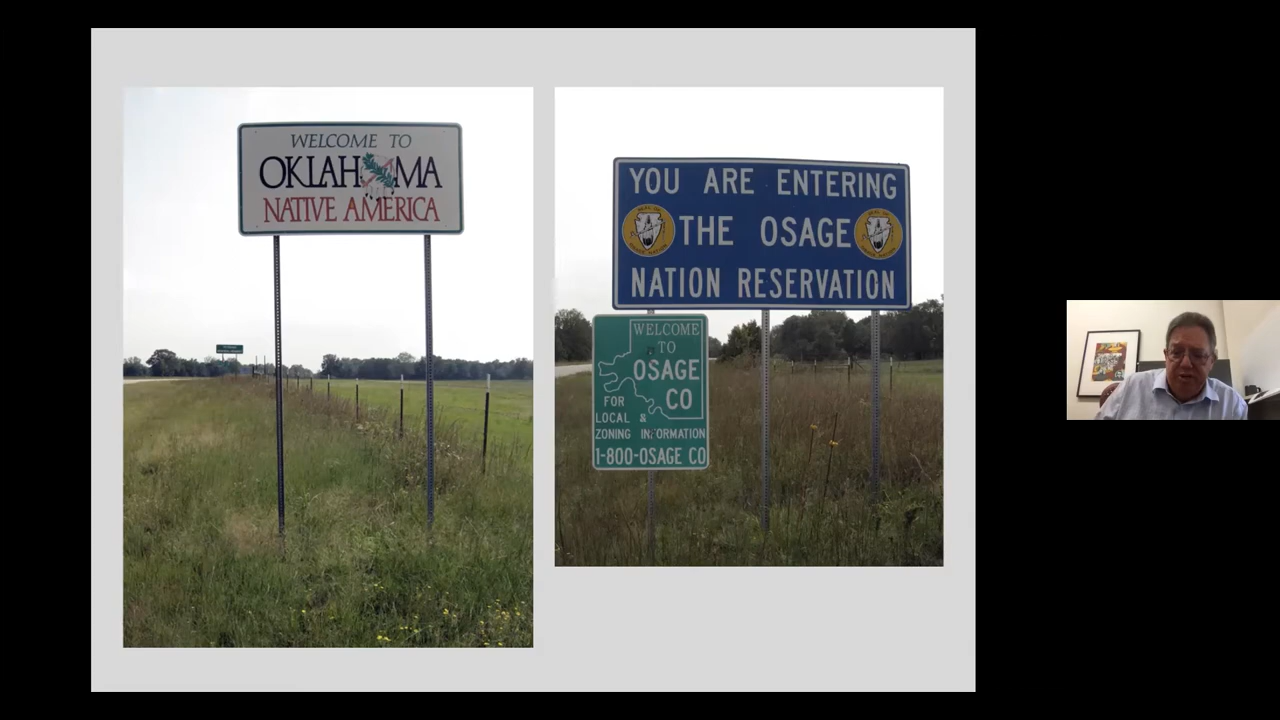 WELCOME TO
OKLAHOMA
NATIVE AMERICA
YOU ARE ENTERING
THE OSAGE
NATION RESERVATION
WELCOME
TO
OSAGE
CO
FOR
LOCAL &
ZONING INFORMATION
1-800-OSAGE CO